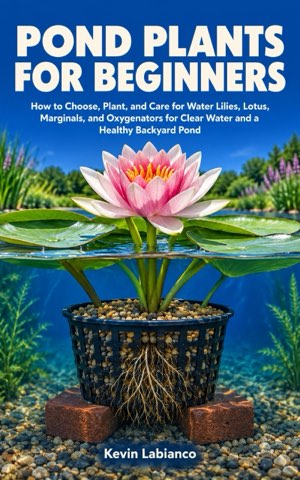 POND PLANTS
FOR BEGINNERS
How to Choose, Plant, and Care for Water Lilies, Lotus,
Marginals, and Oxygenators for Clear Water and a
Healthy Backyard Pond
Kevin Labianco